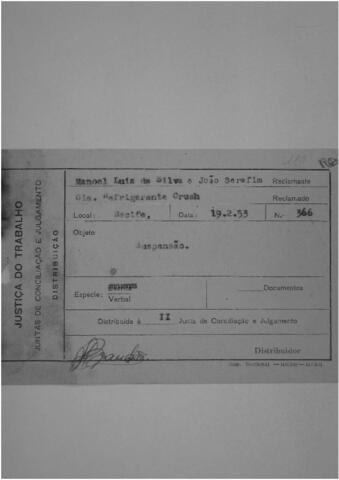 JUSTIÇA DO TRABALHO
JUNTAS DE CONCILIAÇÃO E JULGAMENTO
DISTRIBUIÇÃO
Manoel Luiz da Silva e João Serafim Reclamante
Cia. Refrigerante Crush Reclamado
Local: Recife, Data: 19.2.53 N.º 366
Objeto
Suspensão.
Espécie: Verbal Documentos
Distribuída à II Junta de Conciliação e Julgamento
Distribuidor